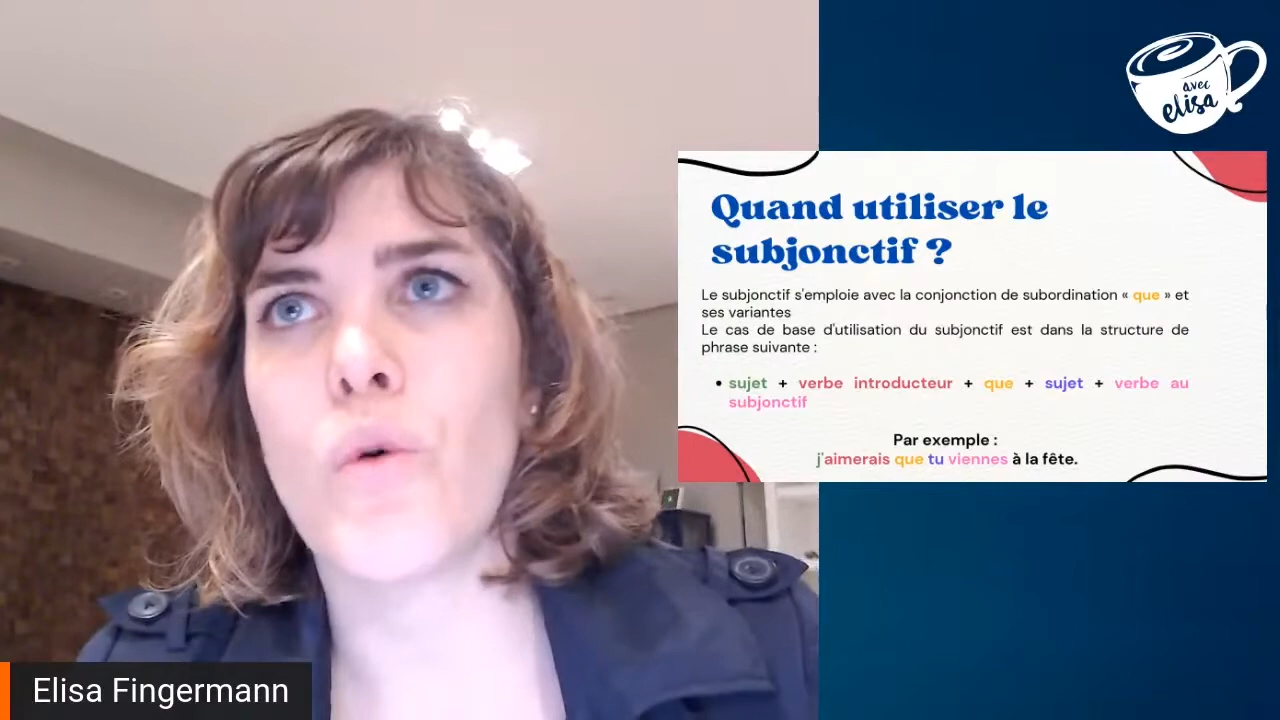 avec
elisa
Quand utiliser le
subjonctif ?
Le subjonctif s'emploie avec la conjonction de subordination « que » et
ses variantes
Le cas de base d'utilisation du subjonctif est dans la structure de
phrase suivante :
• sujet + verbe introducteur + que + sujet + verbe au
subjonctif
Par exemple :
j'aimerais que tu viennes à la fête.
Elisa Fingermann